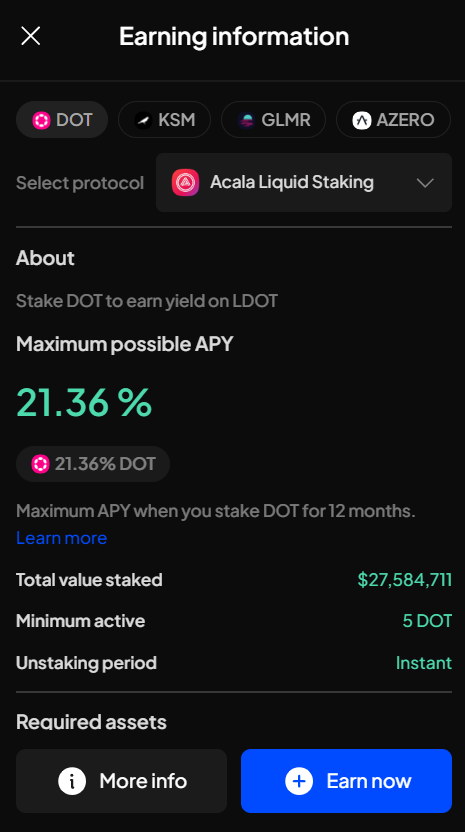 Earning information
DOT KSM GLMR AZERO
Select protocol Acala Liquid Staking
About
Stake DOT to earn yield on LDOT
Maximum possible APY
21.36 %
21.36% DOT
Maximum APY when you stake DOT for 12 months.
Learn more
Total value staked $27,584,711
Minimum active 5 DOT
Unstaking period Instant
Required assets
More info Earn now